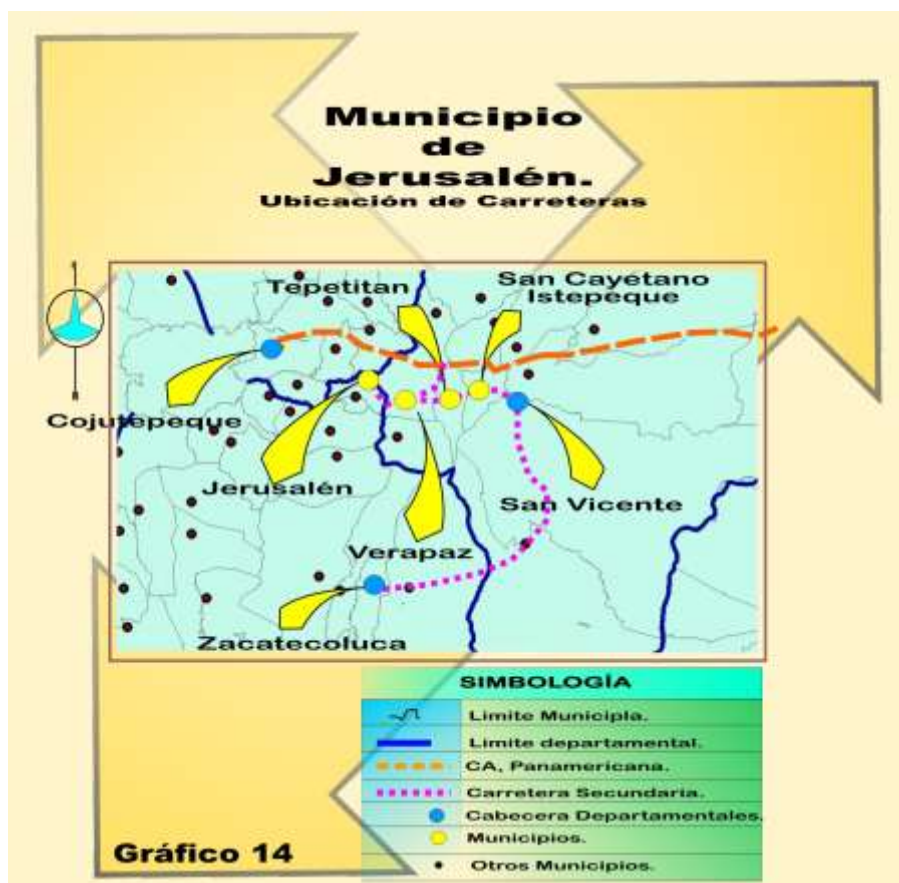 Municipio
de
Jerusalén.
Ubicación de Carreteras
Tepetitan
San Cayetano
Istepeque
Cojutepeque
Jerusalén
San Vicente
Verapaz
Zacatecoluca
SIMBOLOGÍA
Limite Municipla.
Limite departamental.
CA, Panamericana.
Carretera Secundaria.
Cabecera Departamentales.
Municipios.
Otros Municipios.
Gráfico 14